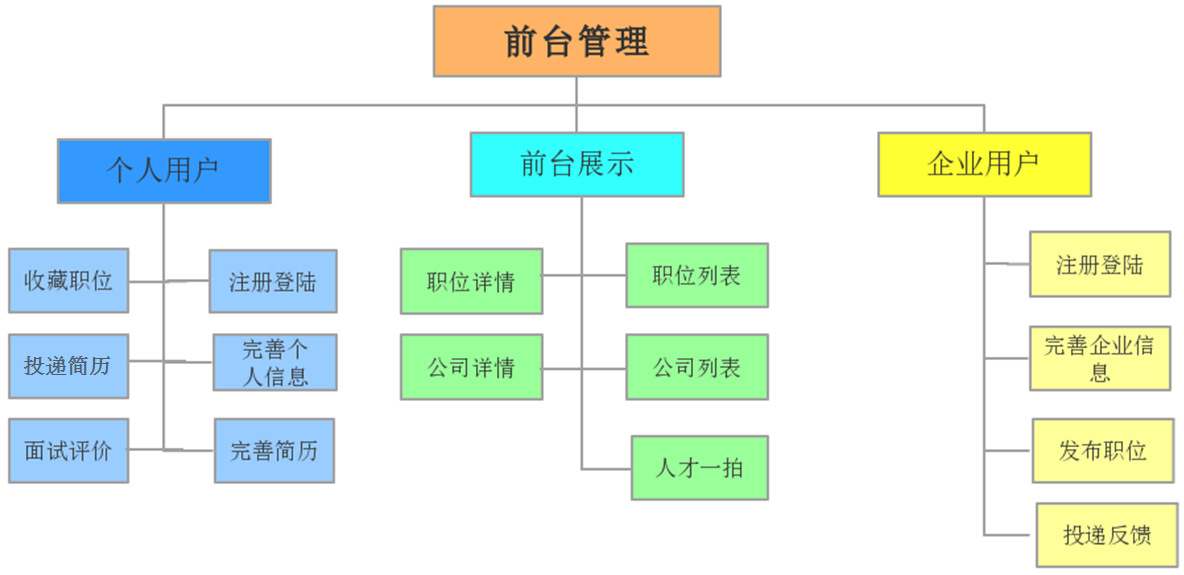 前台管理
个人用户
前台展示
企业用户
收藏职位
注册登陆
投递简历
完善个
人信息
面试评价
完善简历
职位详情
职位列表
公司详情
公司列表
人才一拍
注册登陆
完善企业信
息
发布职位
投递反馈